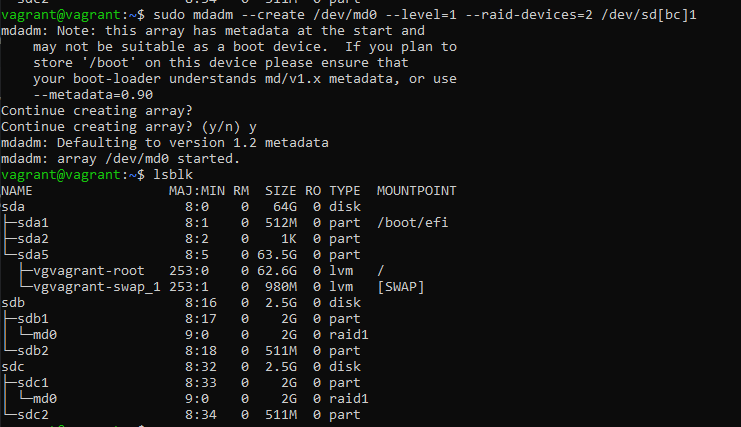 vagrant@vagrant:~$ sudo mdadm --create /dev/md0 --level=1 --raid-devices=2 /dev/sd[bc]1
mdadm: Note: this array has metadata at the start and
    may not be suitable as a boot device.  If you plan to
    store '/boot' on this device please ensure that
    your boot-loader understands md/v1.x metadata, or use
    --metadata=0.90
Continue creating array?
Continue creating array? (y/n) y
mdadm: Defaulting to version 1.2 metadata
mdadm: array /dev/md0 started.
vagrant@vagrant:~$ lsblk
NAME                 MAJ:MIN RM  SIZE RO TYPE  MOUNTPOINT
sda                    8:0    0   64G  0 disk
├─sda1                 8:1    0  512M  0 part  /boot/efi
├─sda2                 8:2    0    1K  0 part
└─sda5                 8:5    0 63.5G  0 part
  ├─vgvagrant-root   253:0    0 62.6G  0 lvm   /
  └─vgvagrant-swap_1 253:1    0  980M  0 lvm   [SWAP]
sdb                    8:16   0  2.5G  0 disk
├─sdb1                 8:17   0    2G  0 part
│ └─md0                9:0    0    2G  0 raid1
└─sdb2                 8:18   0  511M  0 part
sdc                    8:32   0  2.5G  0 disk
├─sdc1                 8:33   0    2G  0 part
│ └─md0                9:0    0    2G  0 raid1
└─sdc2                 8:34   0  511M  0 part